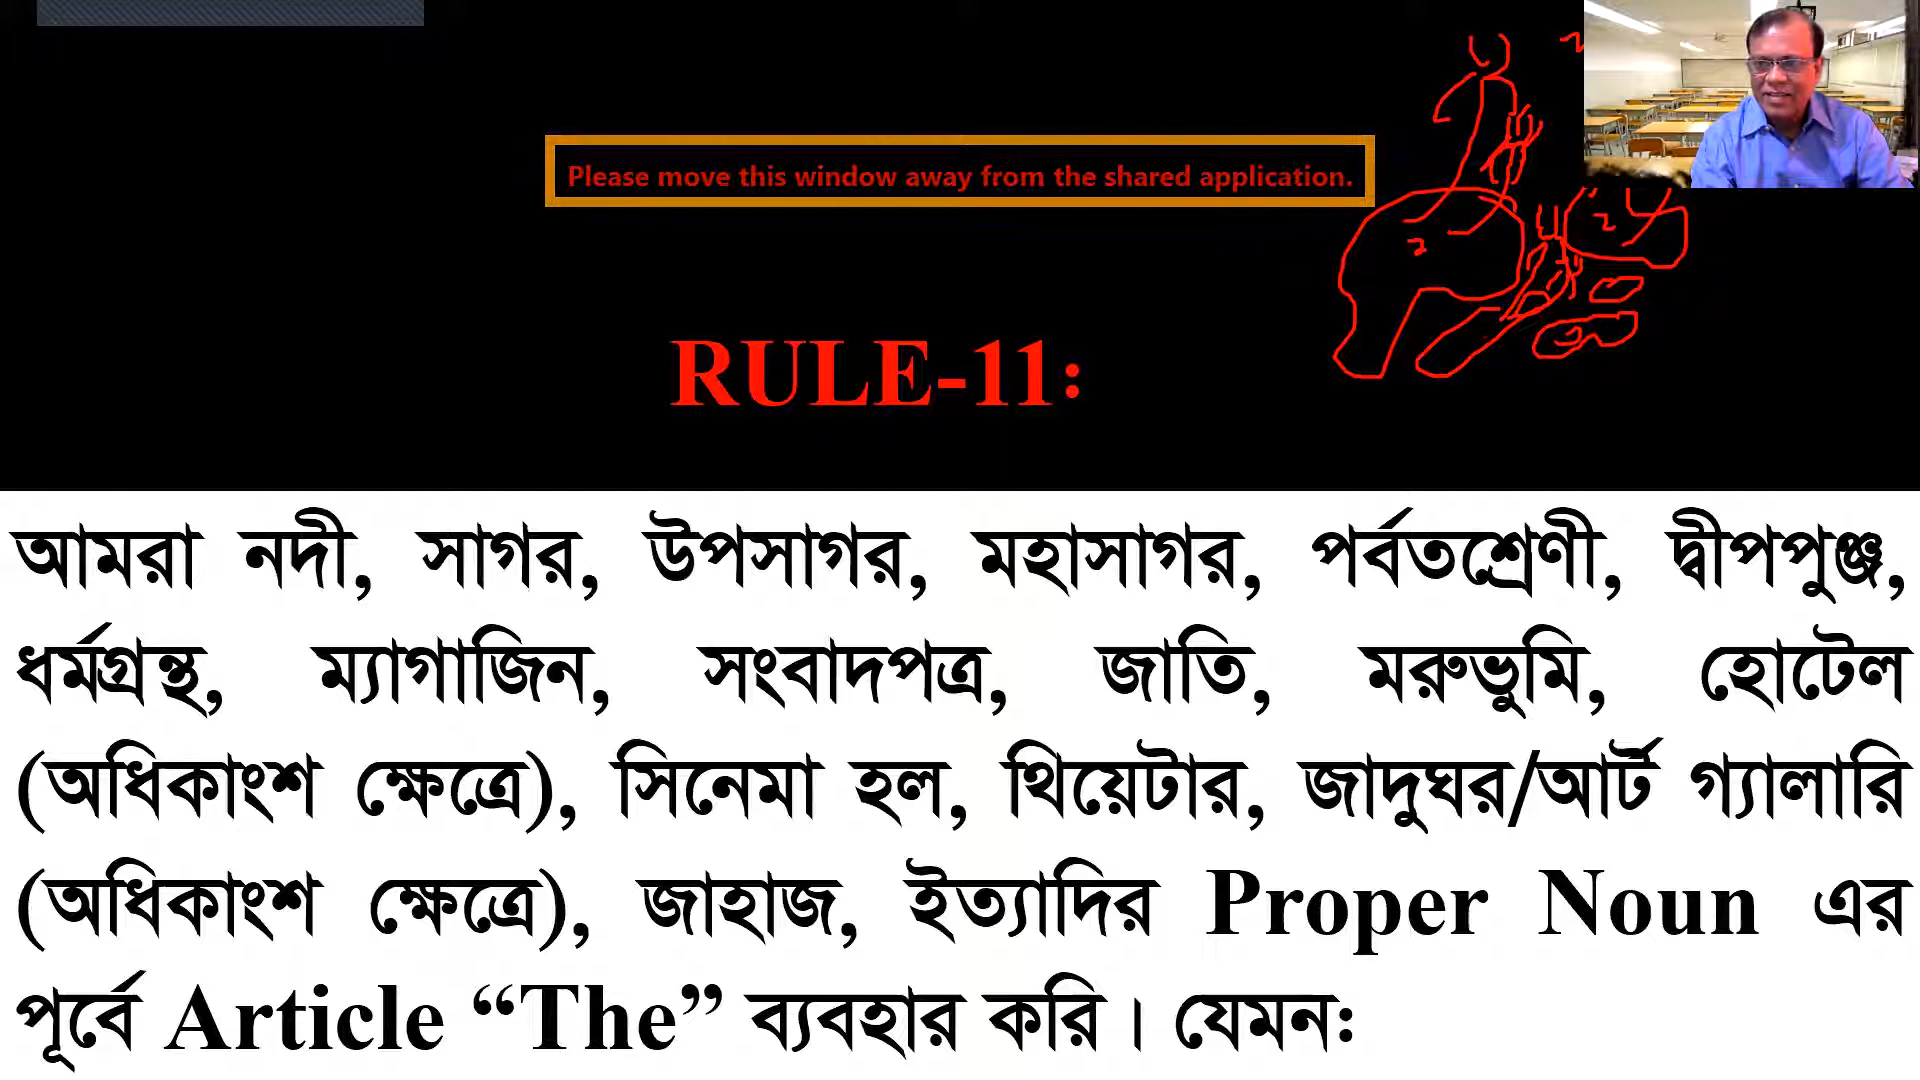 Please move this window away from the shared application.
RULE-11:
আমরা নদী, সাগর, উপসাগর, মহাসাগর, পর্বতশ্রেণী, দ্বীপপুঞ্জ,
ধর্মগ্রন্থ, ম্যাগাজিন, সংবাদপত্র, জাতি, মরুভুমি, হোটেল
(অধিকাংশ ক্ষেত্রে), সিনেমা হল, থিয়েটার, জাদুঘর/আর্ট গ্যালারি
(অধিকাংশ ক্ষেত্রে), জাহাজ, ইত্যাদির Proper Noun এর
পূর্বে Article “The” ব্যবহার করি। যেমনঃ